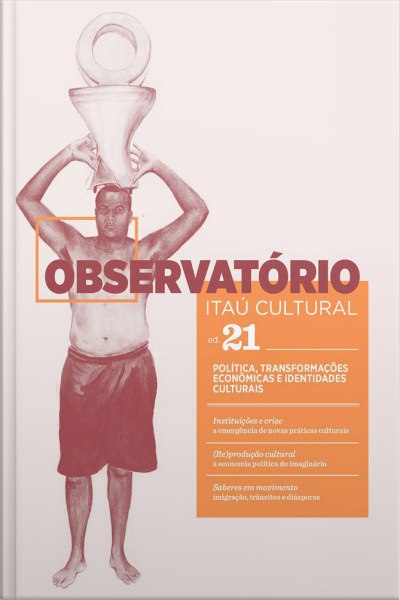 OBSERVATÓRIO
ITAÚ CULTURAL
ed. 21
POLÍTICA, TRANSFORMAÇÕES
ECONÔMICAS E IDENTIDADES
CULTURAIS
Instituições e crise
a emergência de novas práticas culturais
(Re)produção cultural
a economia política do imaginário
Saberes em movimento
imigração, trânsitos e diásporas